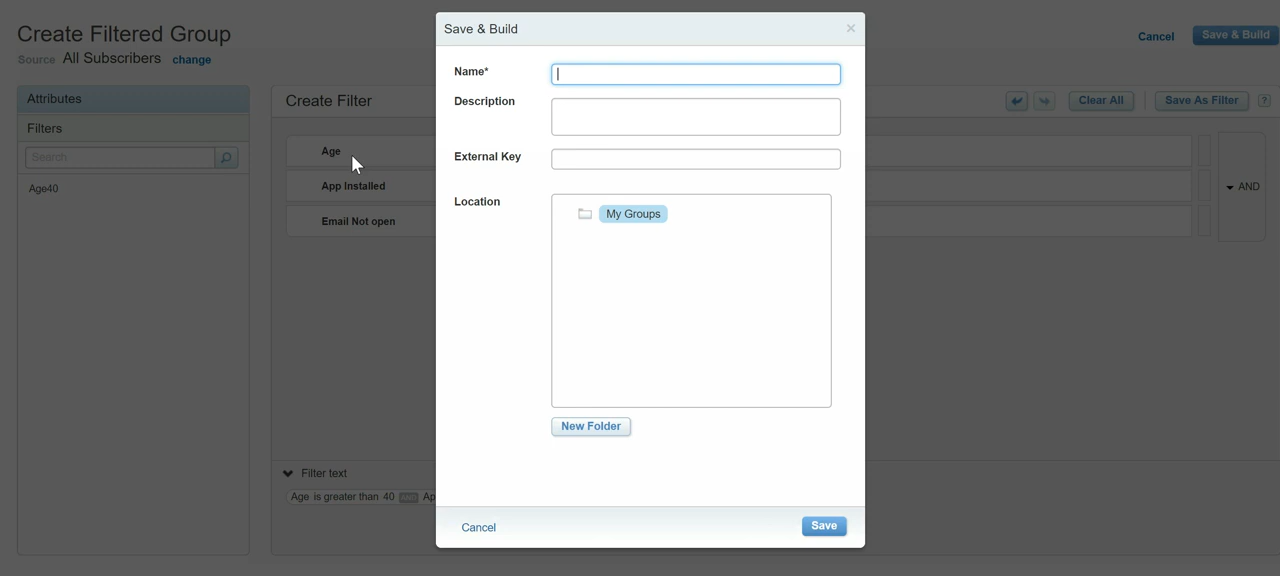 Create Filtered Group
Source All Subscribers change
Cancel Save & Build
Attributes
Filters
Search
Age40
Create Filter
Clear All Save As Filter ?
Age
App Installed
Email Not open
AND
Filter text
Age is greater than 40 AND Ap
Save & Build
Name*
Description
External Key
Location
My Groups
New Folder
Cancel Save